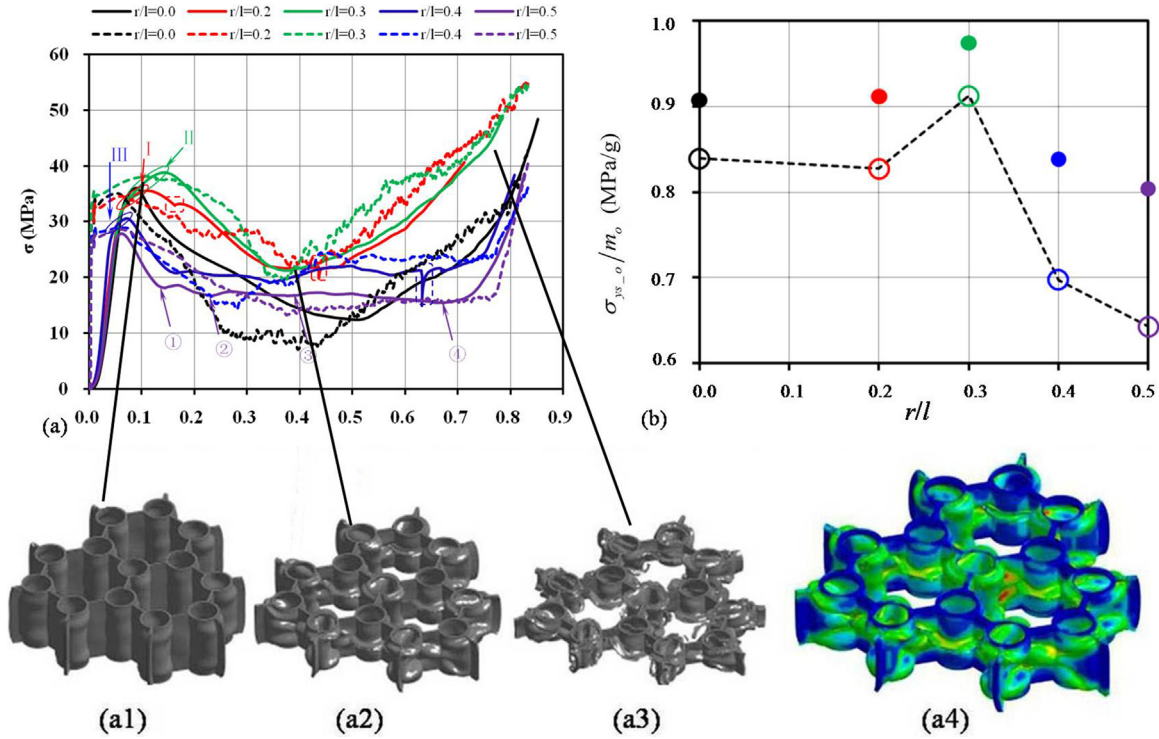 r/l=0.0 r/l=0.2 r/l=0.3 r/l=0.4 r/l=0.5
r/l=0.0 r/l=0.2 r/l=0.3 r/l=0.4 r/l=0.5
60
50
40
30
20
10
0
σ (MPa)
III
I
II
①
②
③
④
0.0 0.1 0.2 0.3 0.4 0.5 0.6 0.7 0.8 0.9
(a)
1.0
0.9
0.8
0.7
0.6
σys_o/mo (MPa/g)
0.0 0.1 0.2 0.3 0.4 0.5
r/l
(b)
(a1)
(a2)
(a3)
(a4)